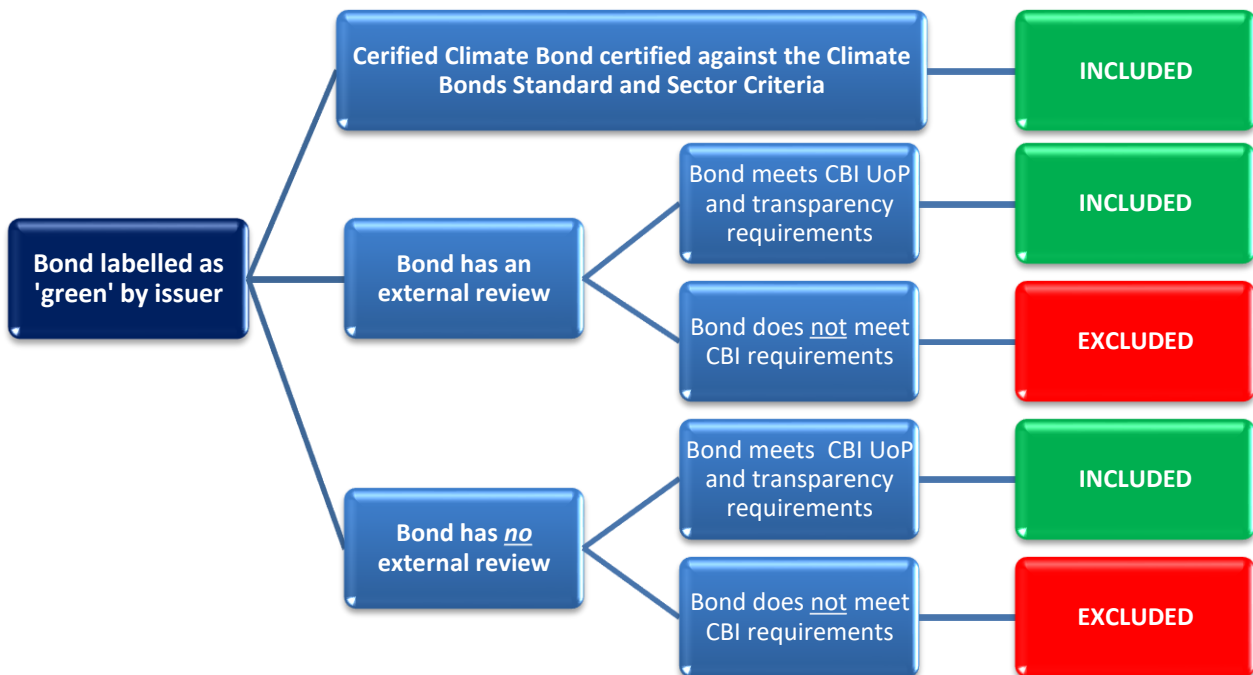 Cerified Climate Bond certified against the Climate
Bonds Standard and Sector Criteria
INCLUDED
Bond labelled as
'green' by issuer
Bond has an
external review
Bond meets CBI UoP
and transparency
requirements
INCLUDED
Bond does not meet
CBI requirements
EXCLUDED
Bond has no
external review
Bond meets  CBI UoP
and transparency
requirements
INCLUDED
Bond does not meet
CBI requirements
EXCLUDED